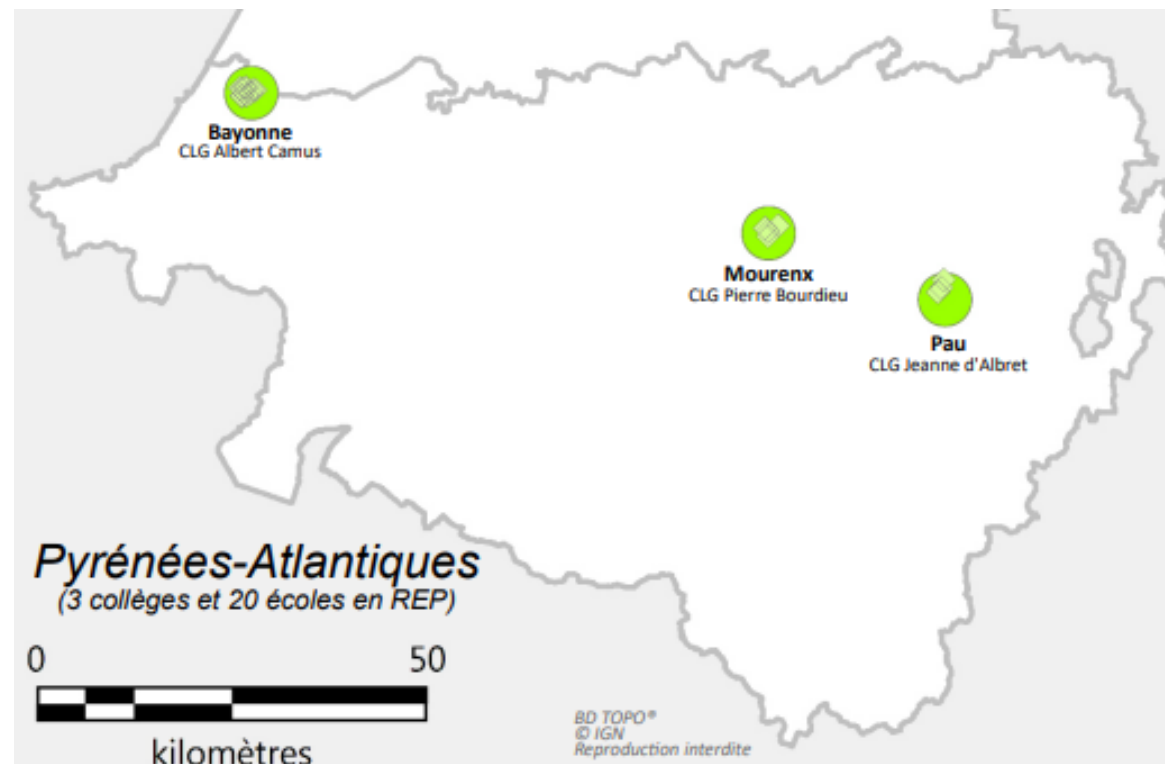 Bayonne
CLG Albert Camus
Mourenx
CLG Pierre Bourdieu
Pau
CLG Jeanne d'Albret
Pyrénées-Atlantiques
(3 collèges et 20 écoles en REP)
0 50
kilomètres
BD TOPO®
© IGN
Reproduction interdite